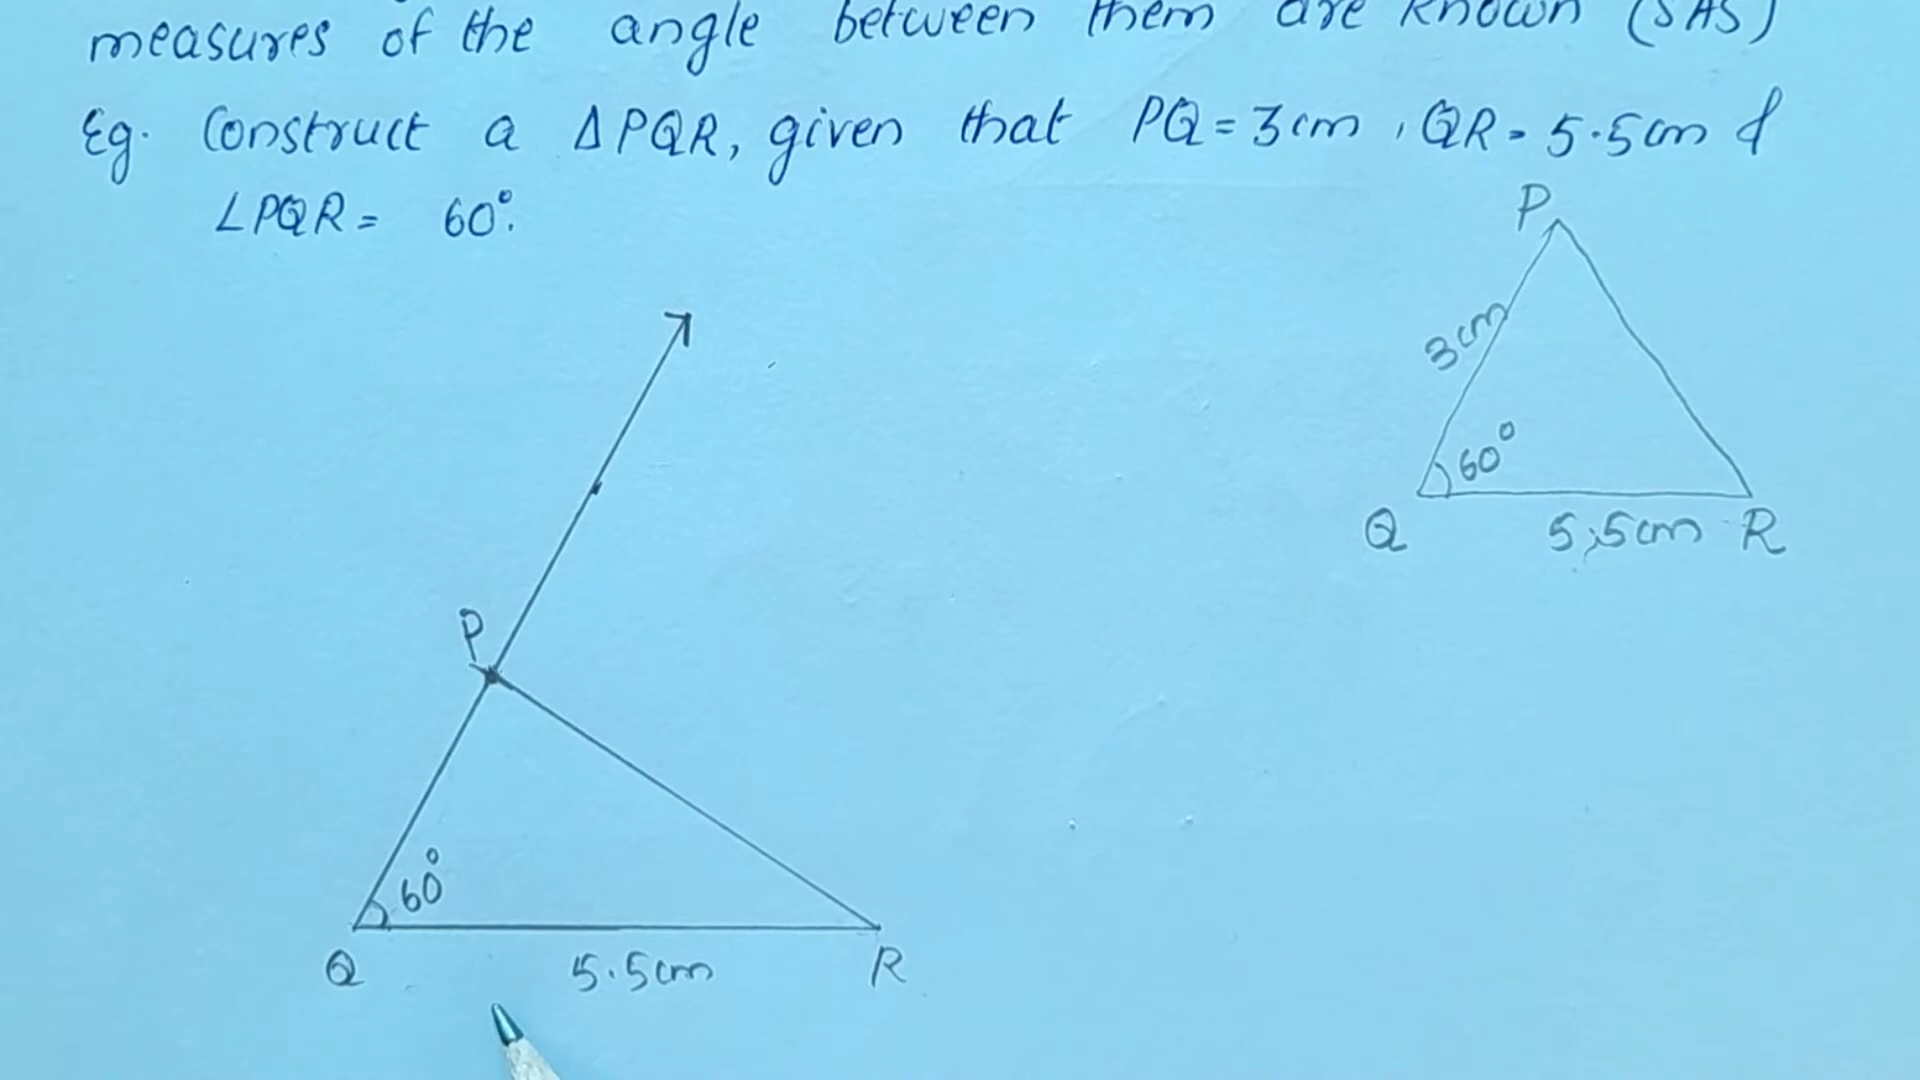 measures of the angle between them are known (SAS)
Eg. Construct a ΔPQR, given that PQ = 3cm, QR = 5.5cm &
∠PQR = 60°.
P
3cm
60°
Q 5.5cm R
P
60°
Q 5.5cm R